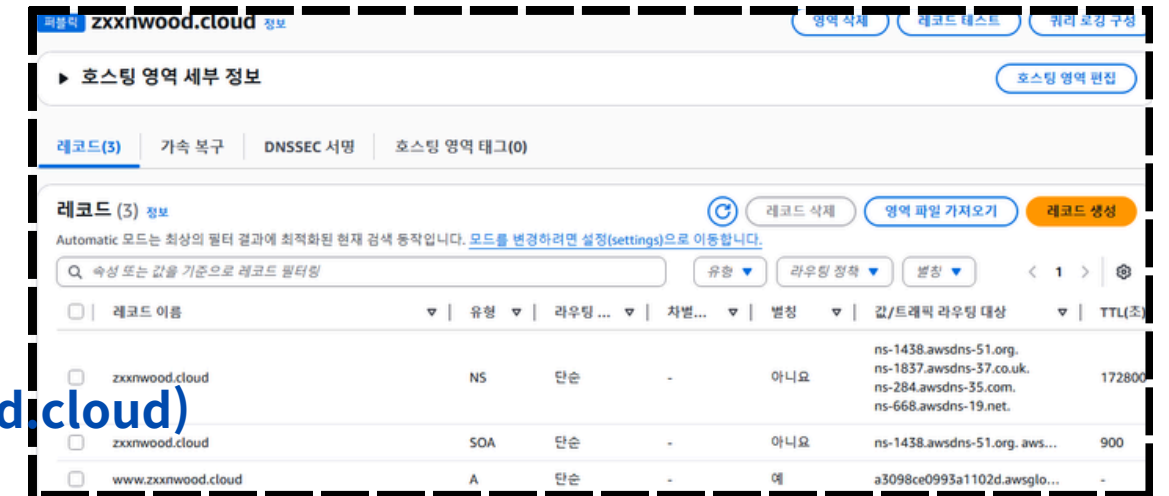 퍼블릭 zxxnwood.cloud 정보
영역 삭제 레코드 테스트 쿼리 로깅 구성
▶ 호스팅 영역 세부 정보 호스팅 영역 편집
레코드(3) 가속 복구 DNSSEC 서명 호스팅 영역 태그(0)
레코드 (3) 정보 레코드 삭제 영역 파일 가져오기 레코드 생성
Automatic 모드는 최상의 필터 결과에 최적화된 현재 검색 동작입니다. 모드를 변경하려면 설정(settings)으로 이동합니다.
속성 또는 값을 기준으로 레코드 필터링 유형 라우팅 정책 별칭 1
레코드 이름 유형 라우팅 ... 차별... 별칭 값/트래픽 라우팅 대상 TTL(초)
ns-1438.awsdns-51.org.
ns-1837.awsdns-37.co.uk.
zxxnwood.cloud NS 단순 - 아니요 172800
ns-284.awsdns-35.com.
ns-668.awsdns-19.net.
d.cloud)
zxxnwood.cloud SOA 단순 - 아니요 ns-1438.awsdns-51.org. aws... 900
www.zxxnwood.cloud A 단순 - 예 a3098ce0993a1102d.awsglo... -